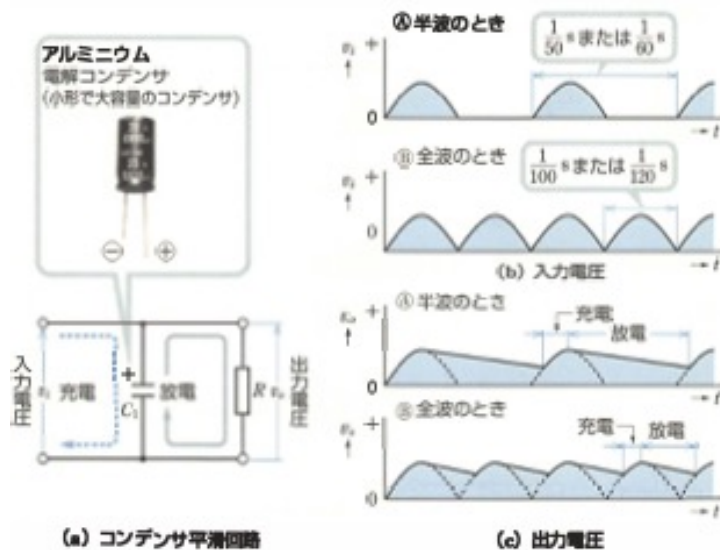 アルミニウム
電解コンデンサ
(小形で大容量のコンデンサ)
⊖ ⊕
入力電圧
v_i
充電
+
C₁
放電
R
v_o
出力電圧
(a) コンデンサ平滑回路
Ⓐ 半波のとき
1/50 s または 1/60 s
v_i
+
0
t
Ⓑ 全波のとき
1/100 s または 1/120 s
v_i
+
0
t
(b) 入力電圧
Ⓐ 半波のとき
充電
放電
v_o
+
0
t
Ⓑ 全波のとき
充電 放電
v_o
+
0
t
(c) 出力電圧